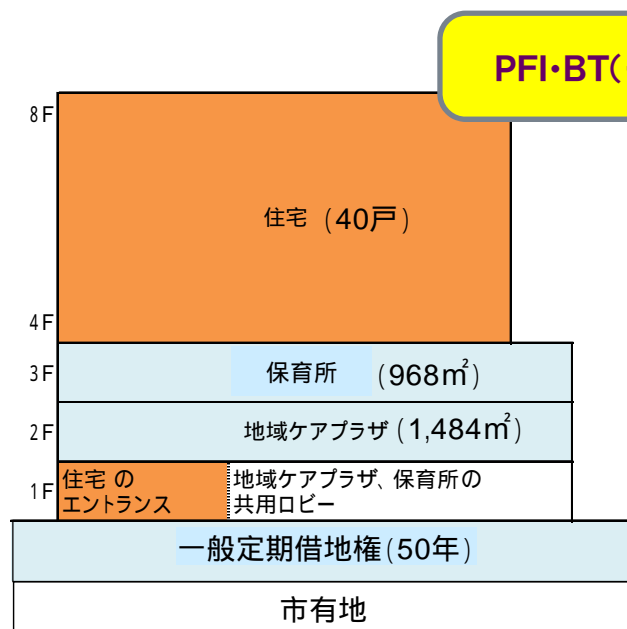 PFI・BT(
8F
住宅 (40戸)
4F
3F
保育所 (968㎡)
2F
地域ケアプラザ (1,484㎡)
1F
住宅 の
エントランス
地域ケアプラザ、保育所の
共用ロビー
一般定期借地権(50年)
市有地